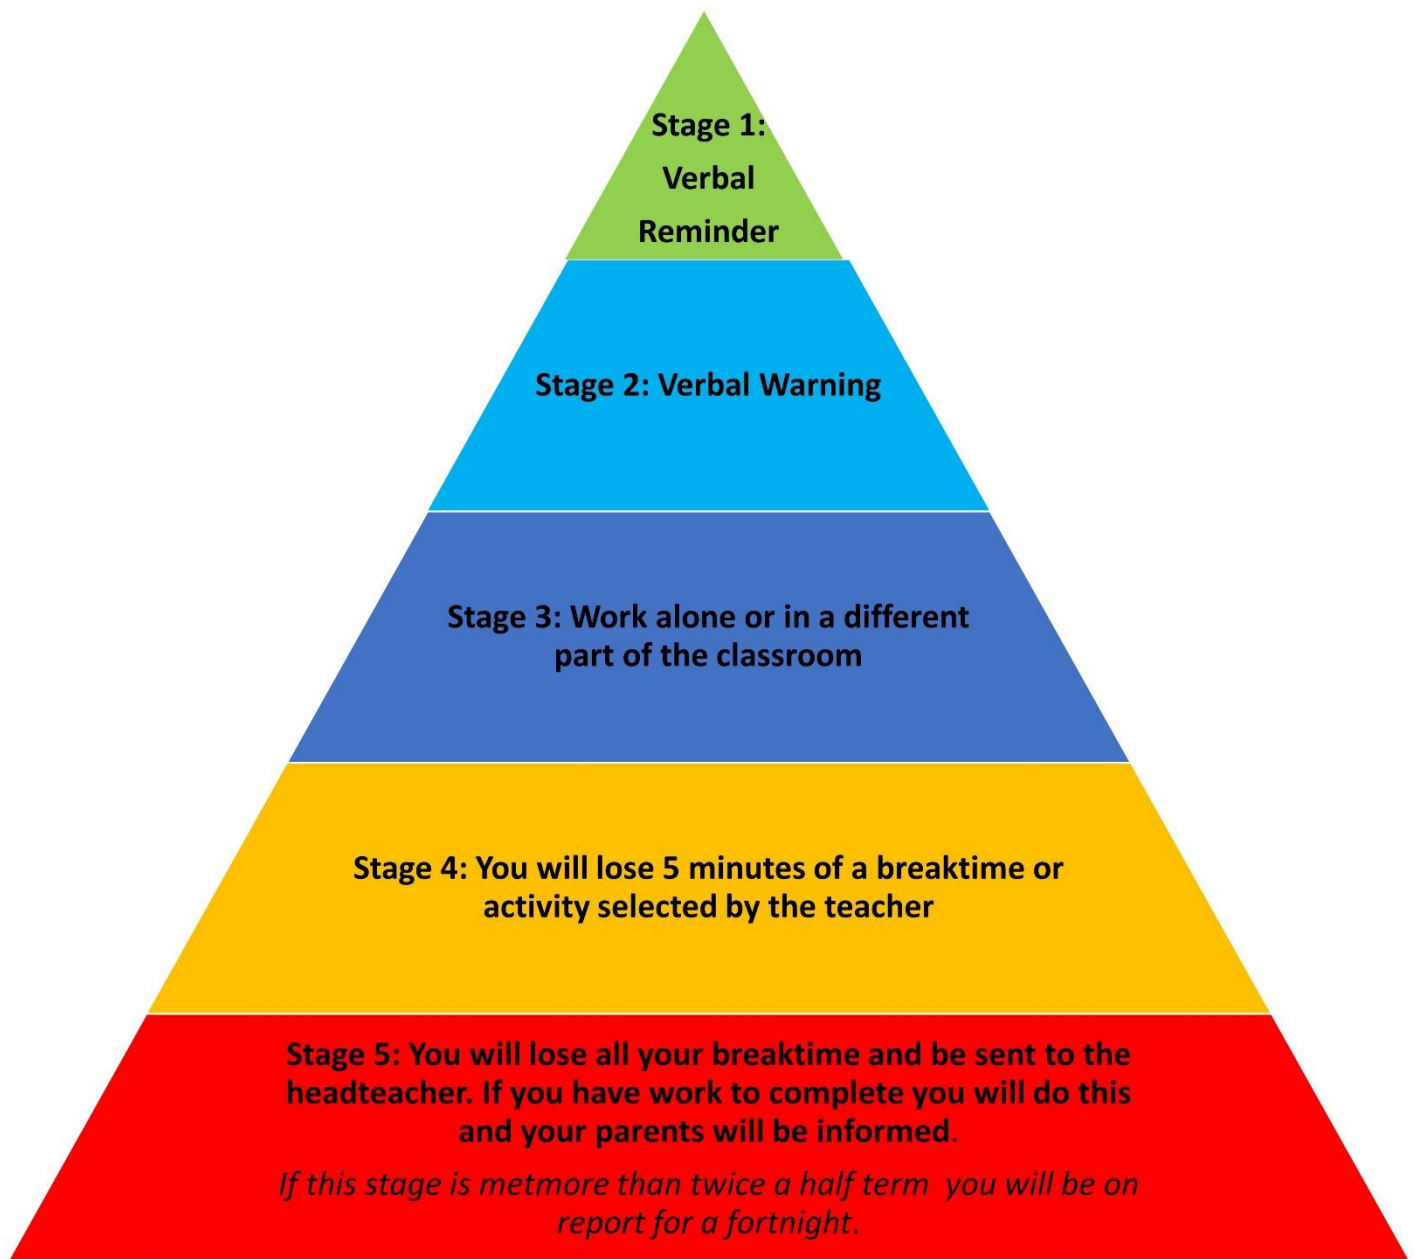 Stage 1:
Verbal
Reminder
Stage 2: Verbal Warning
Stage 3: Work alone or in a different
part of the classroom
Stage 4: You will lose 5 minutes of a breaktime or
activity selected by the teacher
Stage 5: You will lose all your breaktime and be sent to the
headteacher. If you have work to complete you will do this
and your parents will be informed.
If this stage is metmore than twice a half term  you will be on
report for a fortnight.